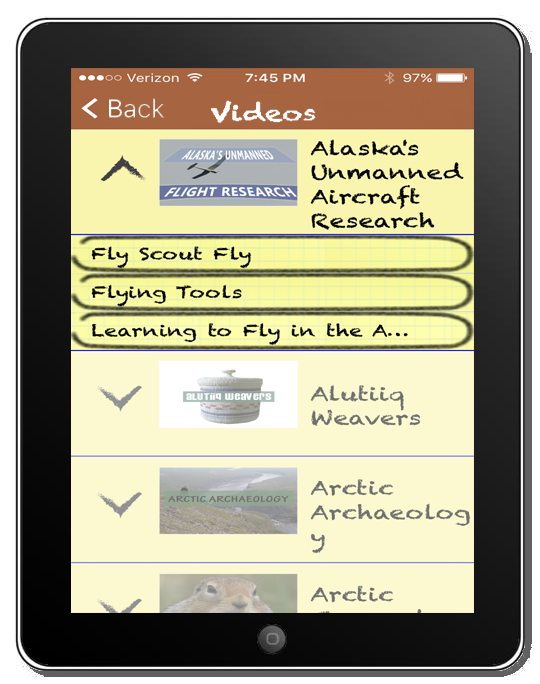 Verizon 7:45 PM 97%
Back Videos
ALASKA'S UNMANNED
FLIGHT RESEARCH
Alaska's
Unmanned
Aircraft
Research
Fly Scout Fly
Flying Tools
Learning to Fly in the A...
alutiiq weavers
Alutiiq
Weavers
ARCTIC ARCHAEOLOGY
Arctic
Archaeolog
y
Arctic